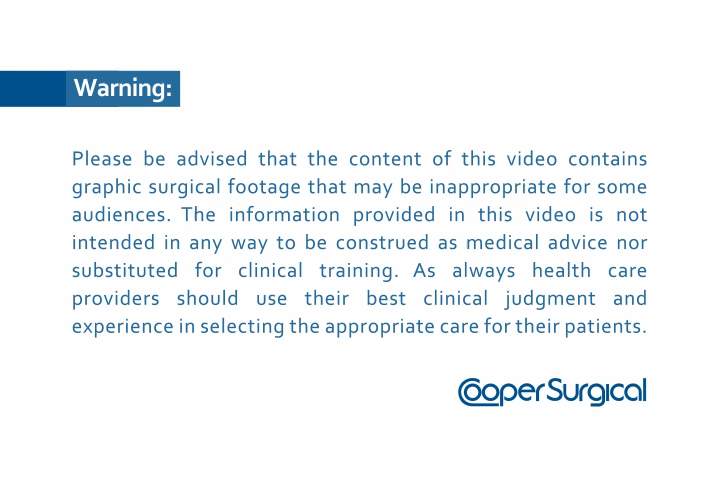 Warning:
Please be advised that the content of this video contains
graphic surgical footage that may be inappropriate for some
audiences. The information provided in this video is not
intended in any way to be construed as medical advice nor
substituted for clinical training. As always health care
providers should use their best clinical judgment and
experience in selecting the appropriate care for their patients.
CooperSurgical